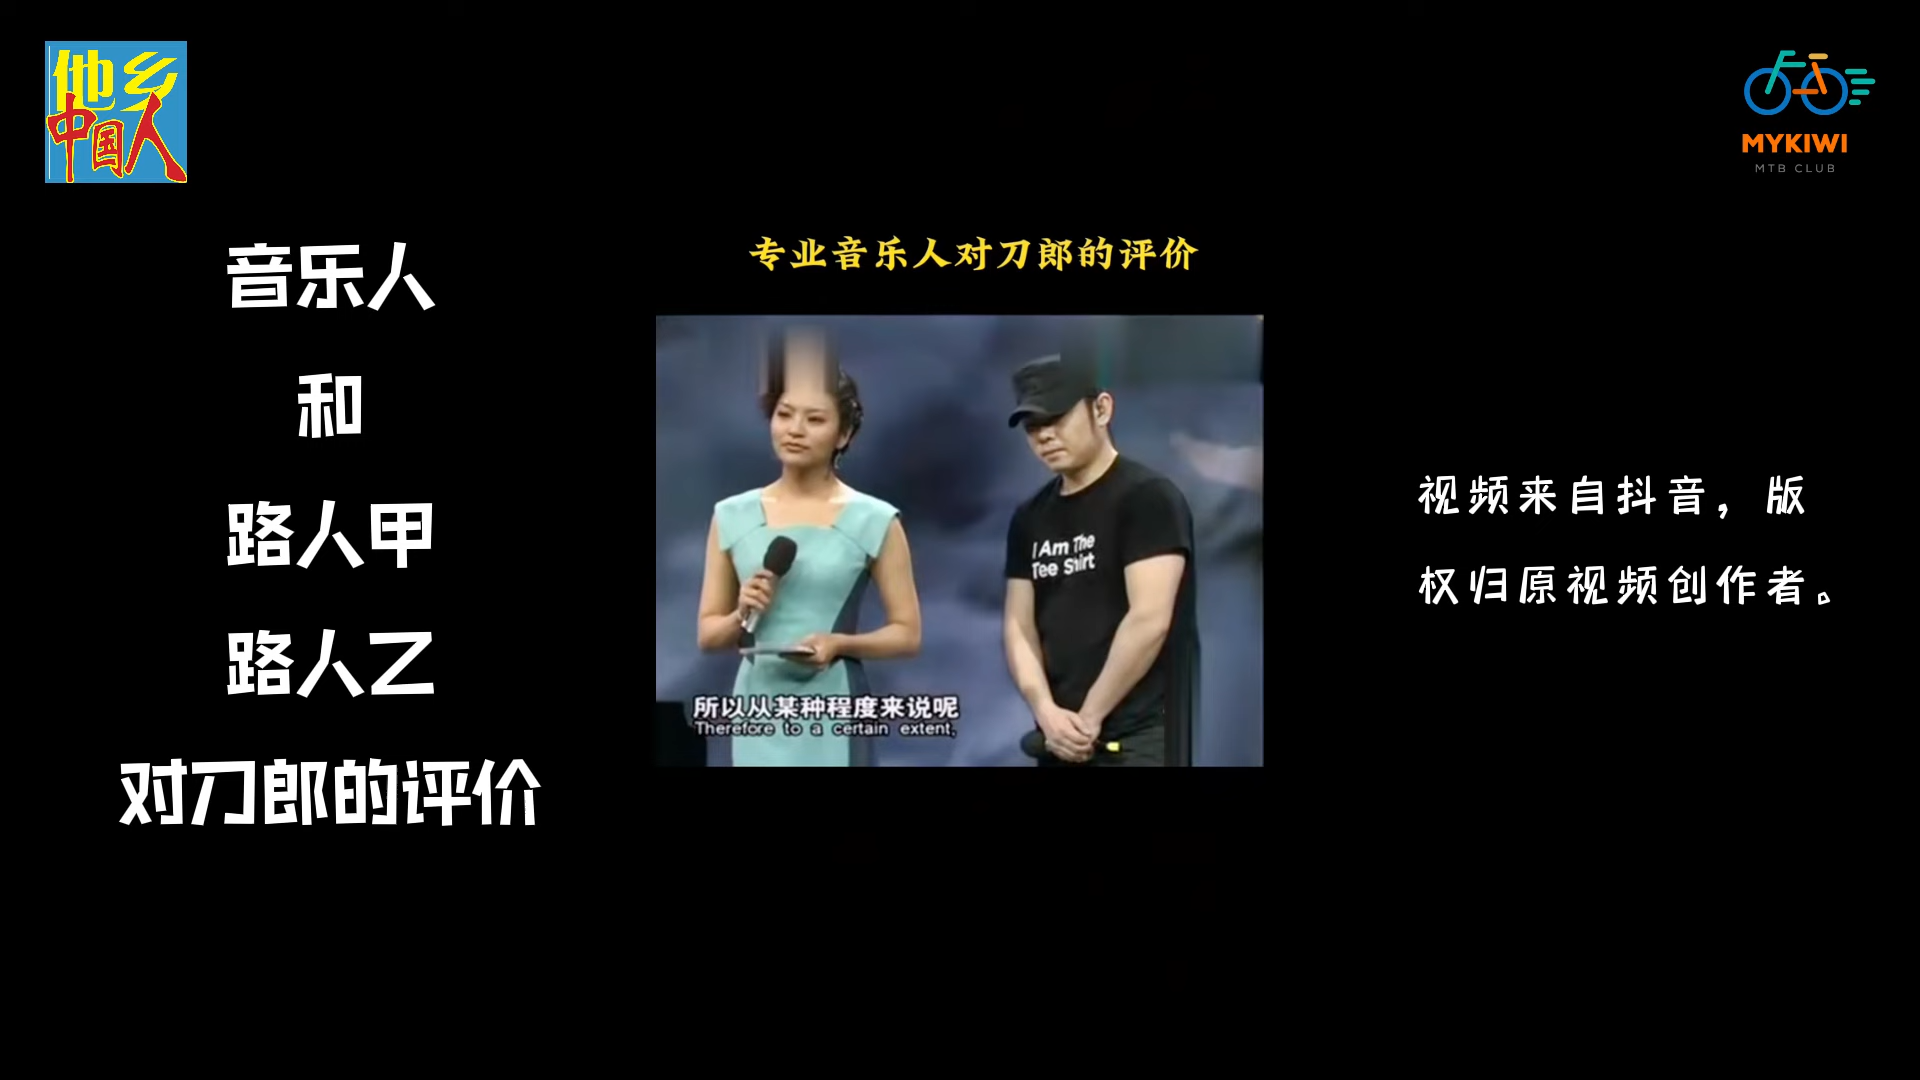 他乡
中国人
MYKIWI
MTB CLUB
音乐人
和
路人甲
路人乙
对刀郎的评价
专业音乐人对刀郎的评价
I Am The
Tee Shirt
所以从某种程度来说呢
Therefore to a certain extent,
视频来自抖音，版
权归原视频创作者。